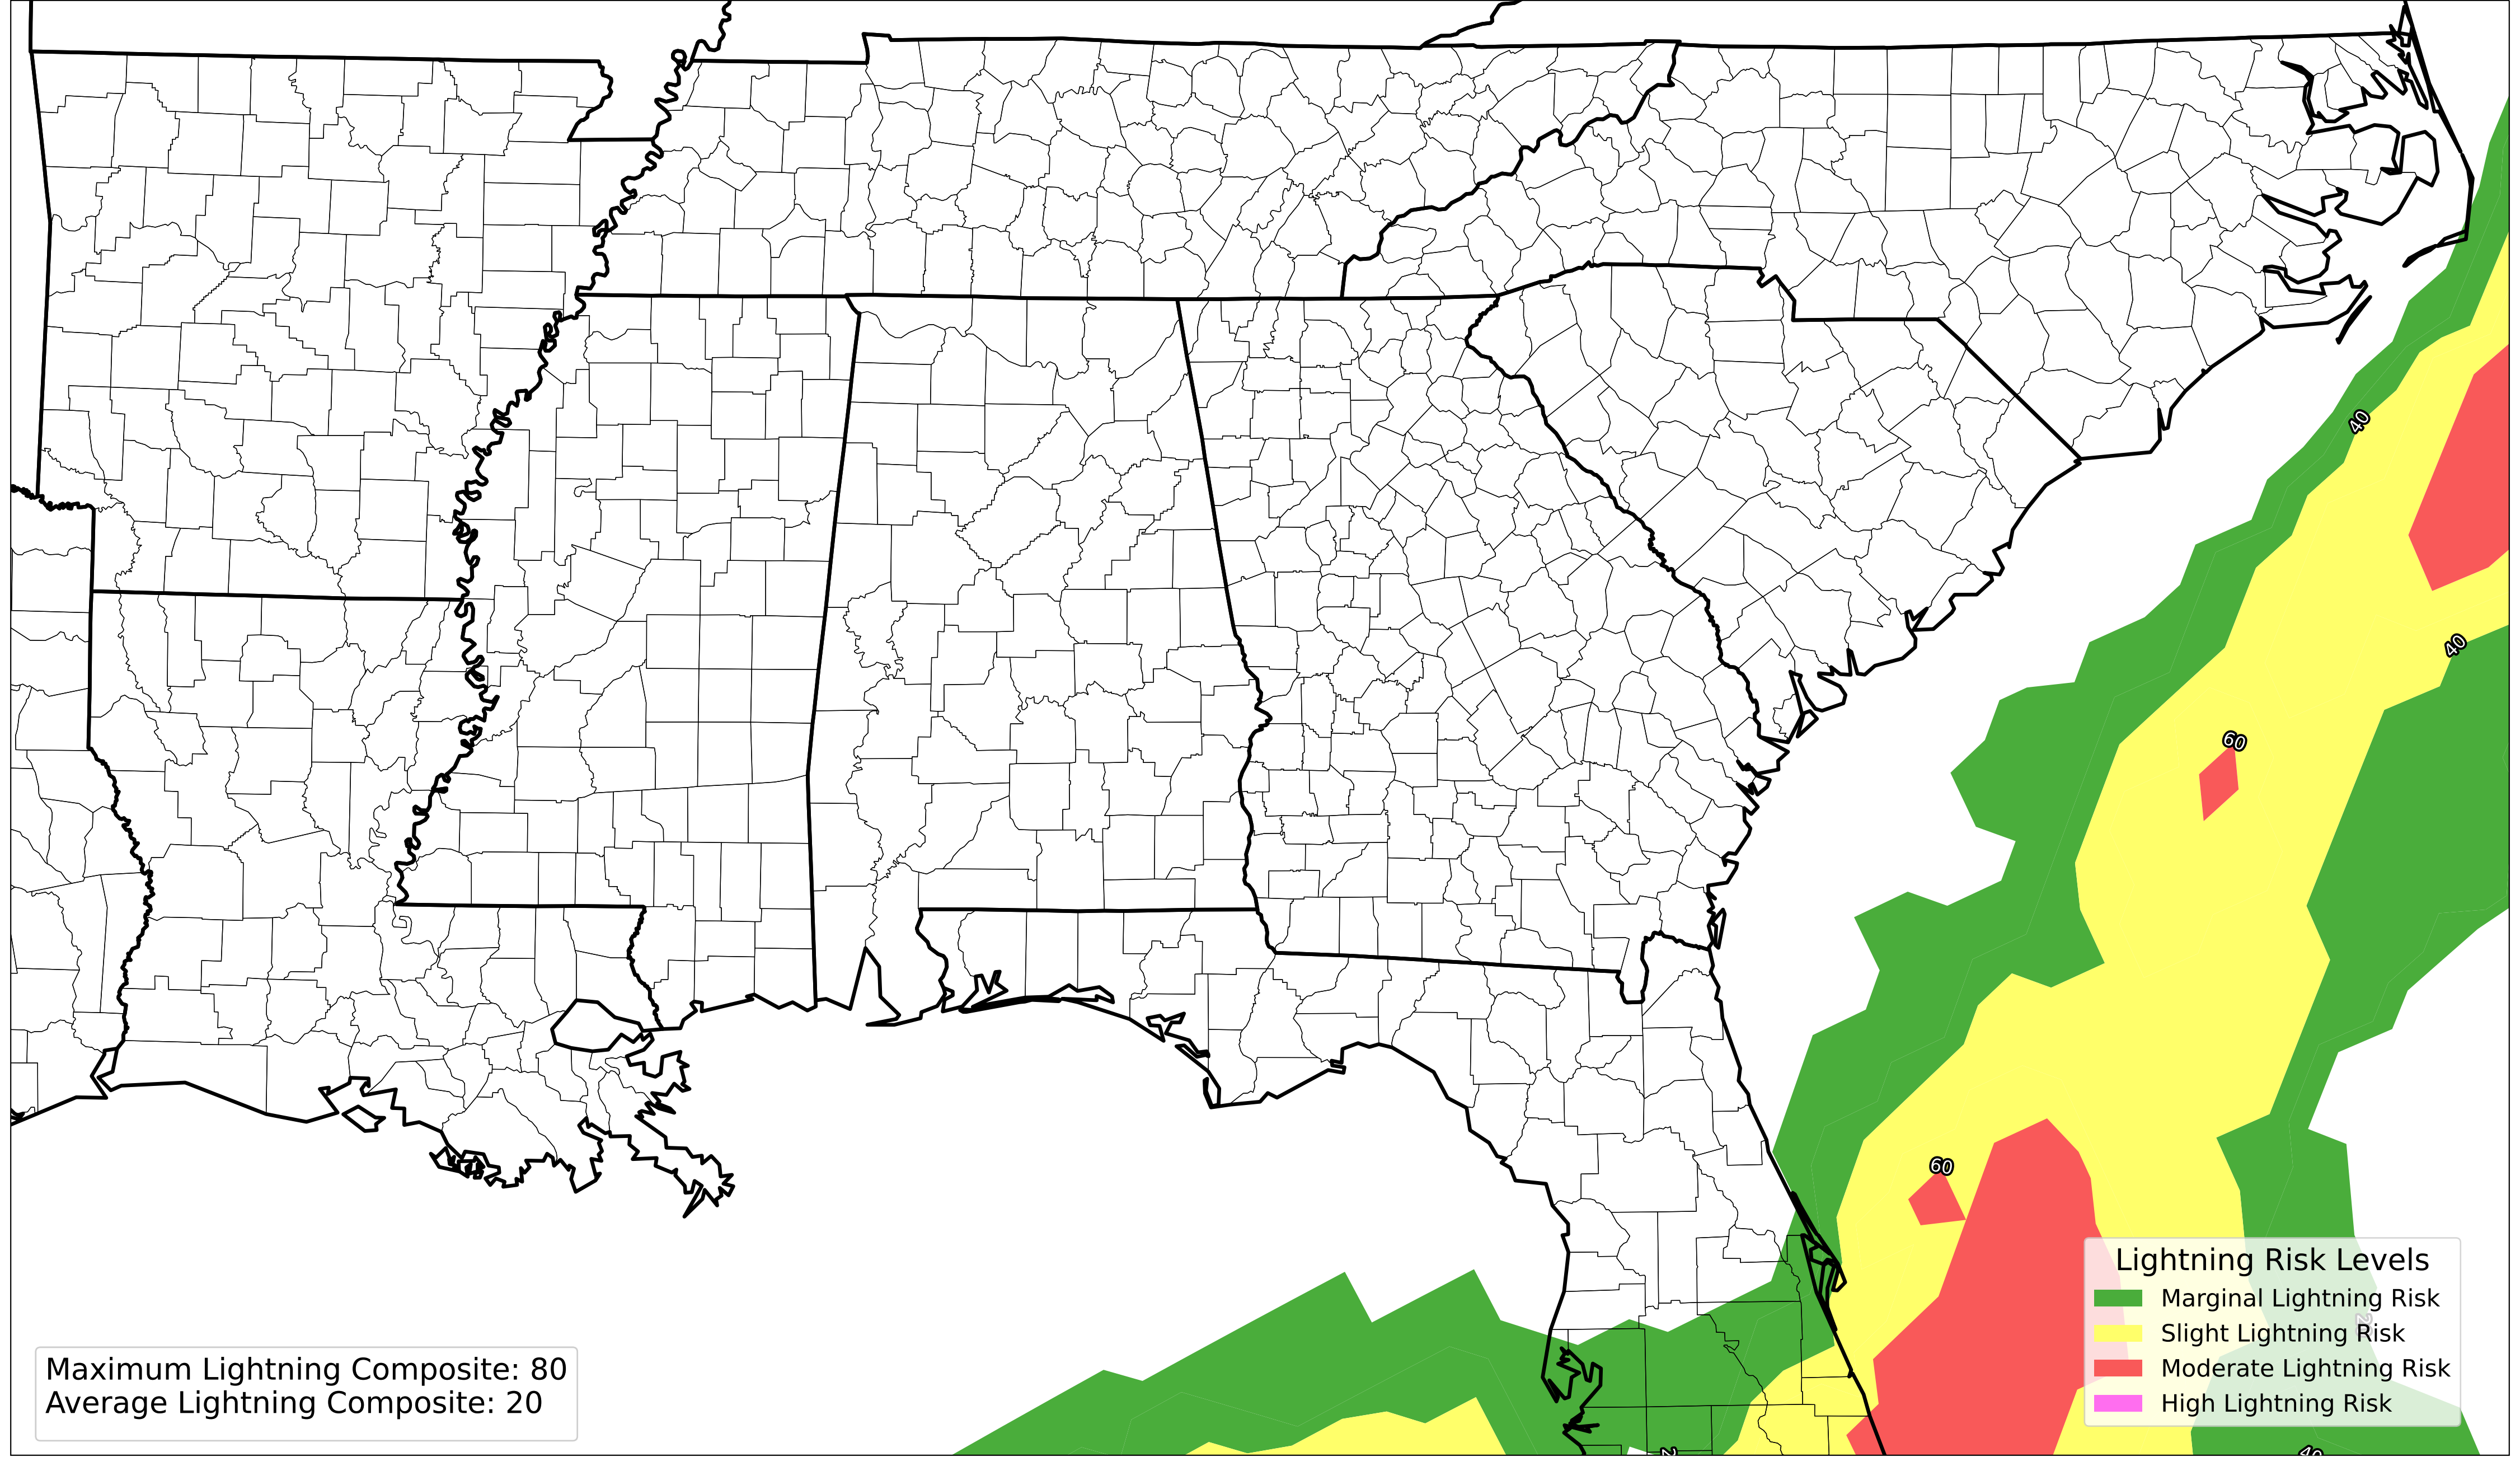 40
40
60
60
Lightning Risk Levels
Marginal Lightning Risk
Slight Lightning Risk
Moderate Lightning Risk
High Lightning Risk
Maximum Lightning Composite: 80
Average Lightning Composite: 20
40